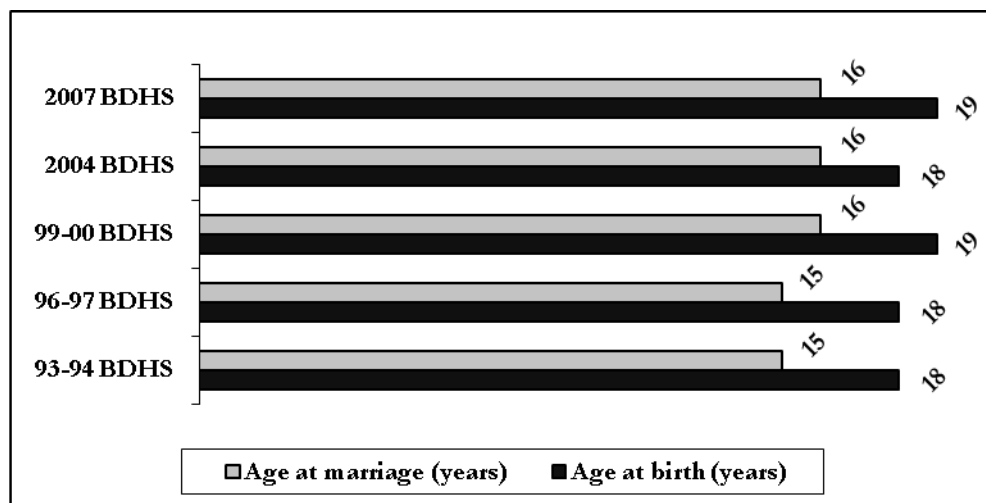 2007 BDHS
16
19
2004 BDHS
16
18
99-00 BDHS
16
19
96-97 BDHS
15
18
93-94 BDHS
15
18
Age at marriage (years) Age at birth (years)